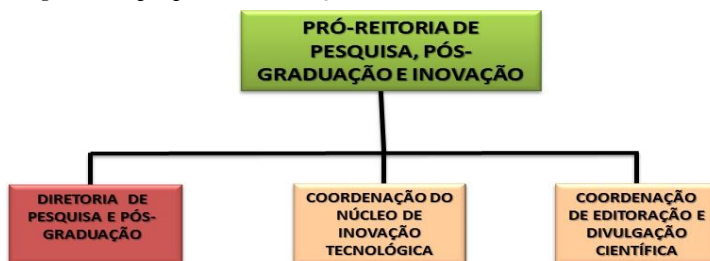 PRÓ-REITORIA DE
PESQUISA, PÓS-
GRADUAÇÃO E INOVAÇÃO
DIRETORIA DE
PESQUISA E PÓS-
GRADUAÇÃO
COORDENAÇÃO DO
NÚCLEO DE
INOVAÇÃO
TECNOLÓGICA
COORDENAÇÃO
DE EDITORAÇÃO E
DIVULGAÇÃO
CIENTÍFICA